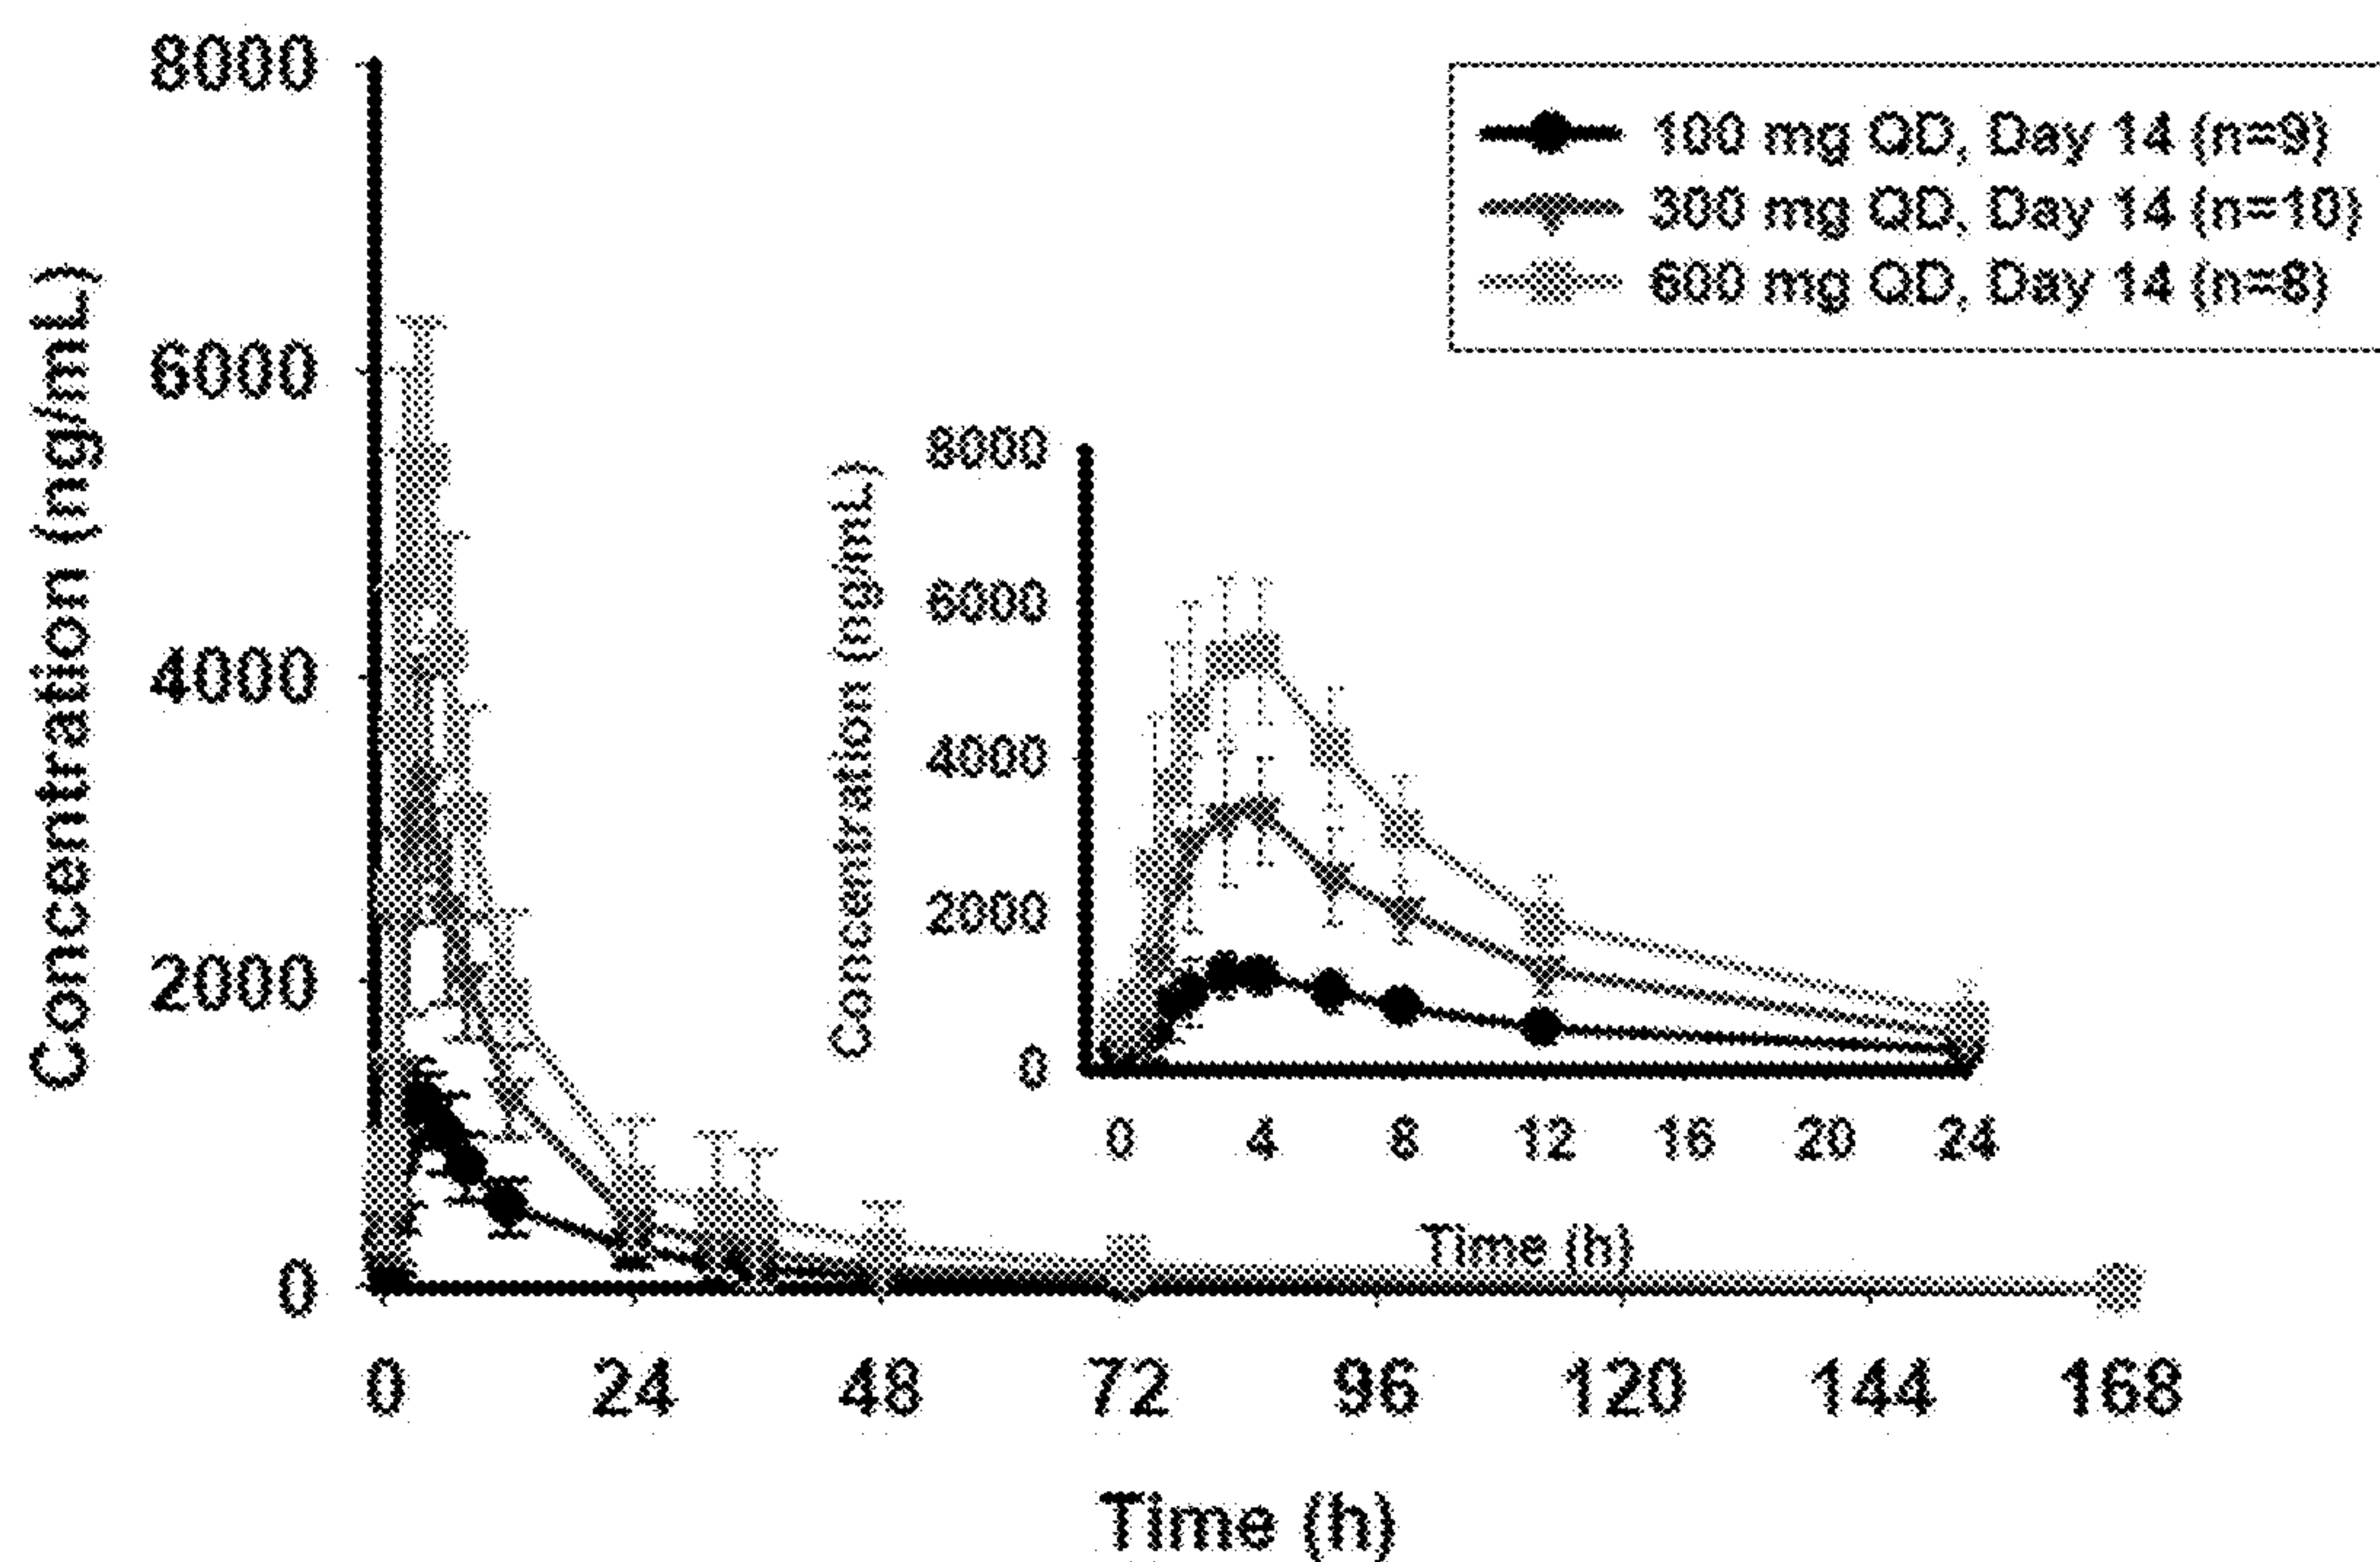 Concentration (ng/mL)
8000
6000
4000
2000
0
100 mg QD, Day 14 (n=9)
300 mg QD, Day 14 (n=10)
600 mg QD, Day 14 (n=8)
Concentration (ng/mL)
8000
6000
4000
2000
0
0 4 8 12 16 20 24
Time (h)
0 24 48 72 96 120 144 168
Time (h)